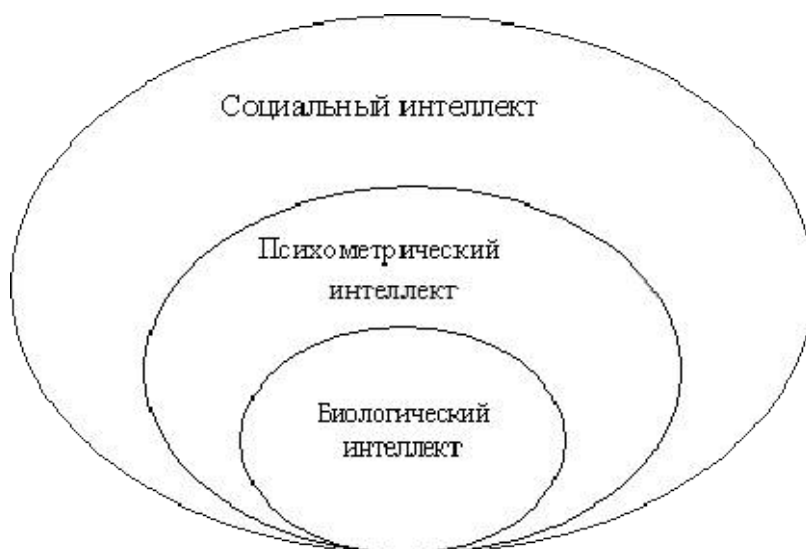 Социальный интеллект
Психометрический
интеллект
Биологический
интеллект